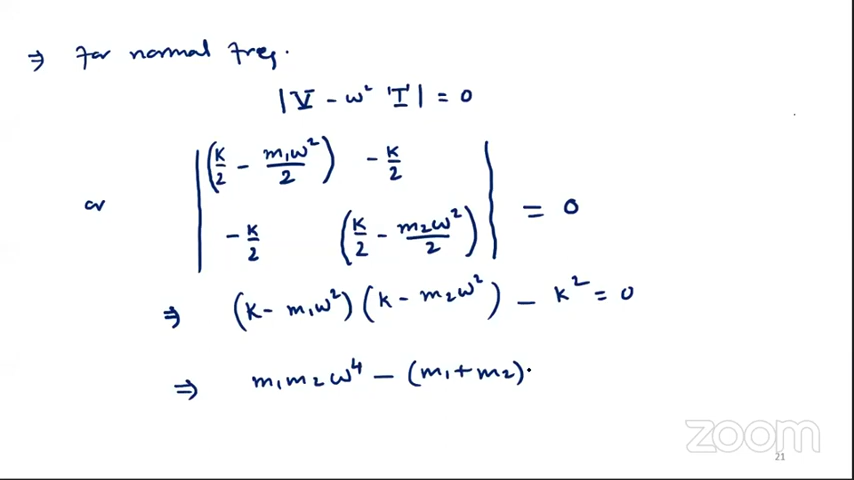 ⇒ For normal freq.
|V - ω² T| = 0
or | (K/2 - m₁ω²/2) -K/2 |
| -K/2 (K/2 - m₂ω²/2) | = 0
⇒ (K - m₁ω²)(K - m₂ω²) - K² = 0
⇒ m₁m₂ω⁴ - (m₁+m₂)
zoom
21